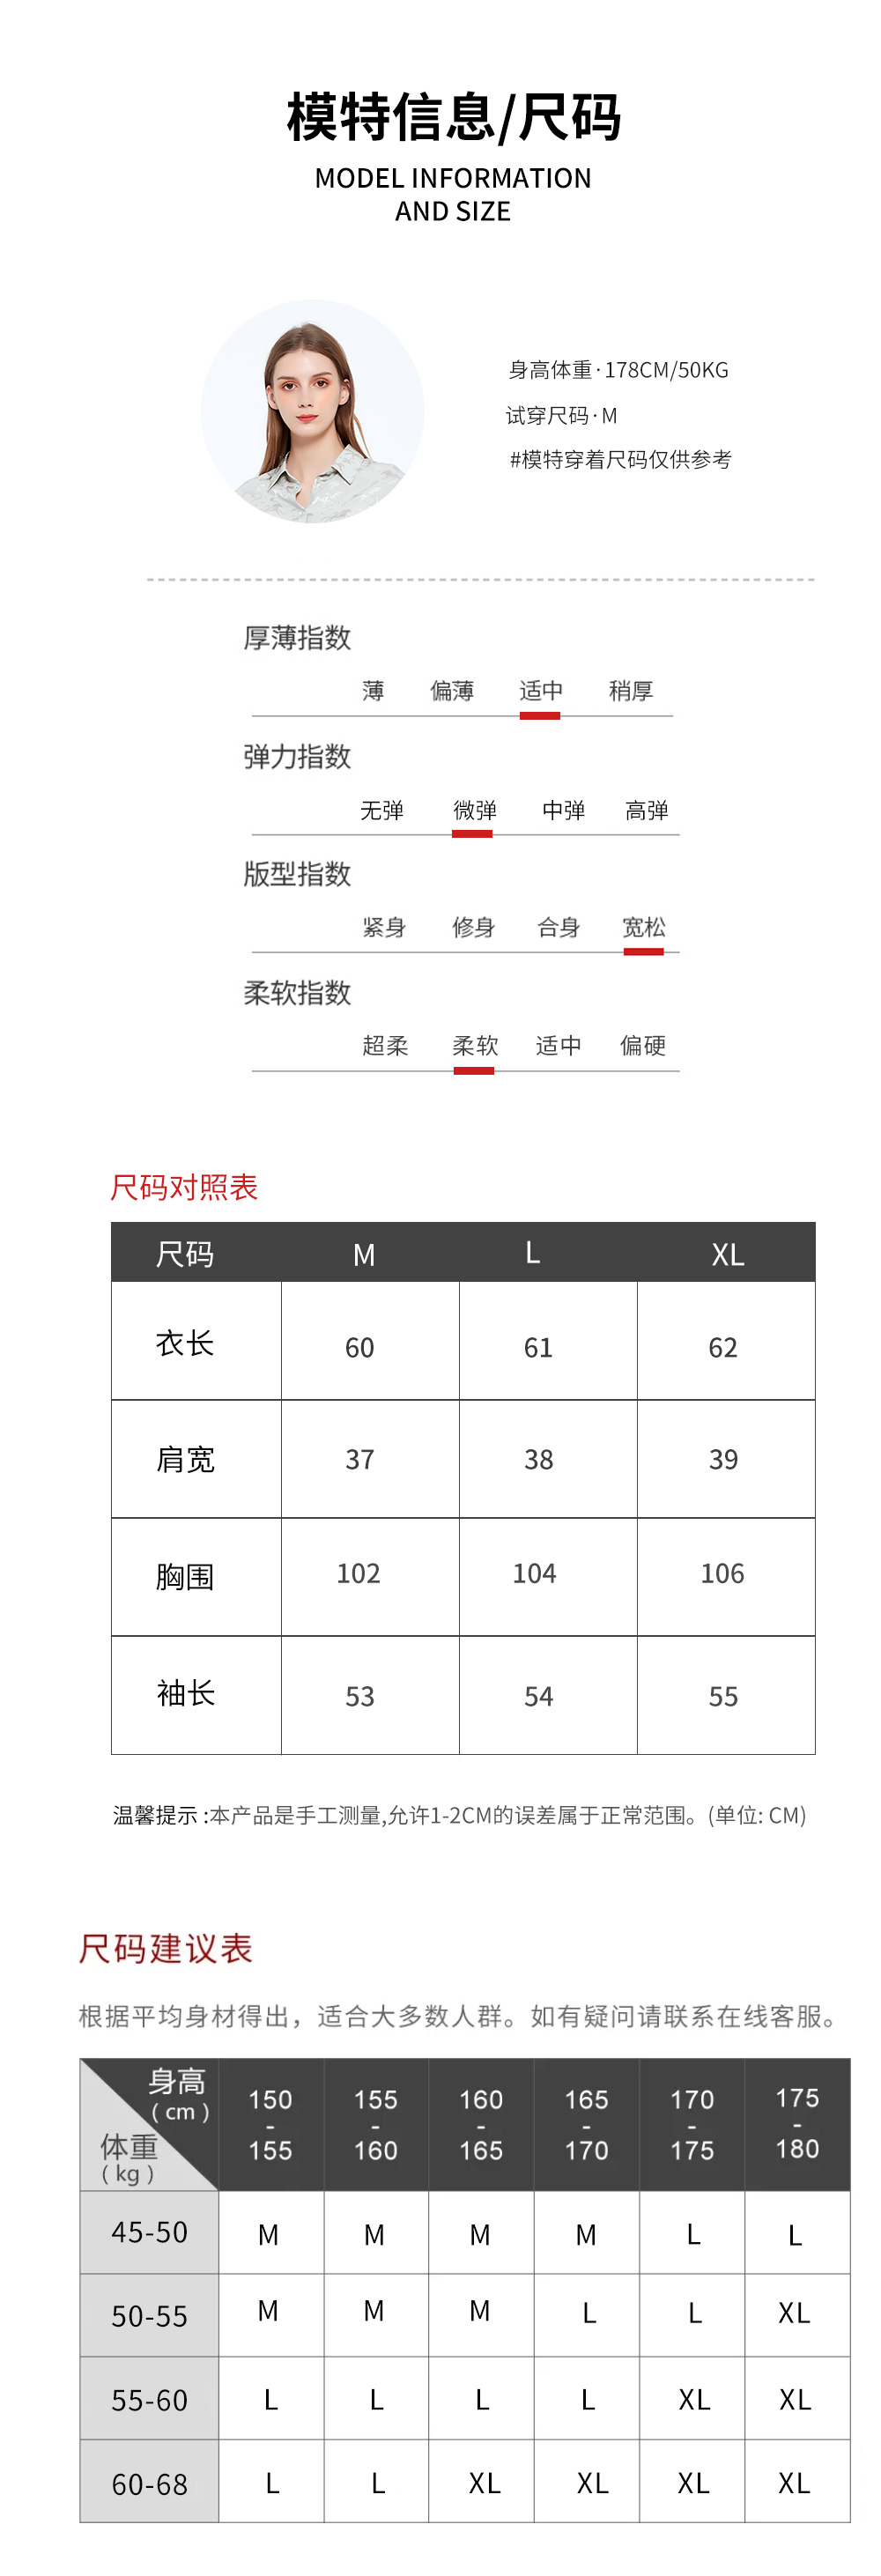 模特信息/尺码
MODEL INFORMATION
AND SIZE
身高体重·178CM/50KG
试穿尺码·M
#模特穿着尺码仅供参考
厚薄指数
薄 偏薄 适中 稍厚
弹力指数
无弹 微弹 中弹 高弹
版型指数
紧身 修身 合身 宽松
柔软指数
超柔 柔软 适中 偏硬
尺码对照表
尺码 M L XL
衣长 60 61 62
肩宽 37 38 39
胸围 102 104 106
袖长 53 54 55
温馨提示 :本产品是手工测量,允许1-2CM的误差属于正常范围。(单位: CM)
尺码建议表
根据平均身材得出，适合大多数人群。如有疑问请联系在线客服。
身高
(cm)
体重
(kg)
150-155 155-160 160-165 165-170 170-175 175-180
45-50 M M M M L L
50-55 M M M L L XL
55-60 L L L L XL XL
60-68 L L XL XL XL XL